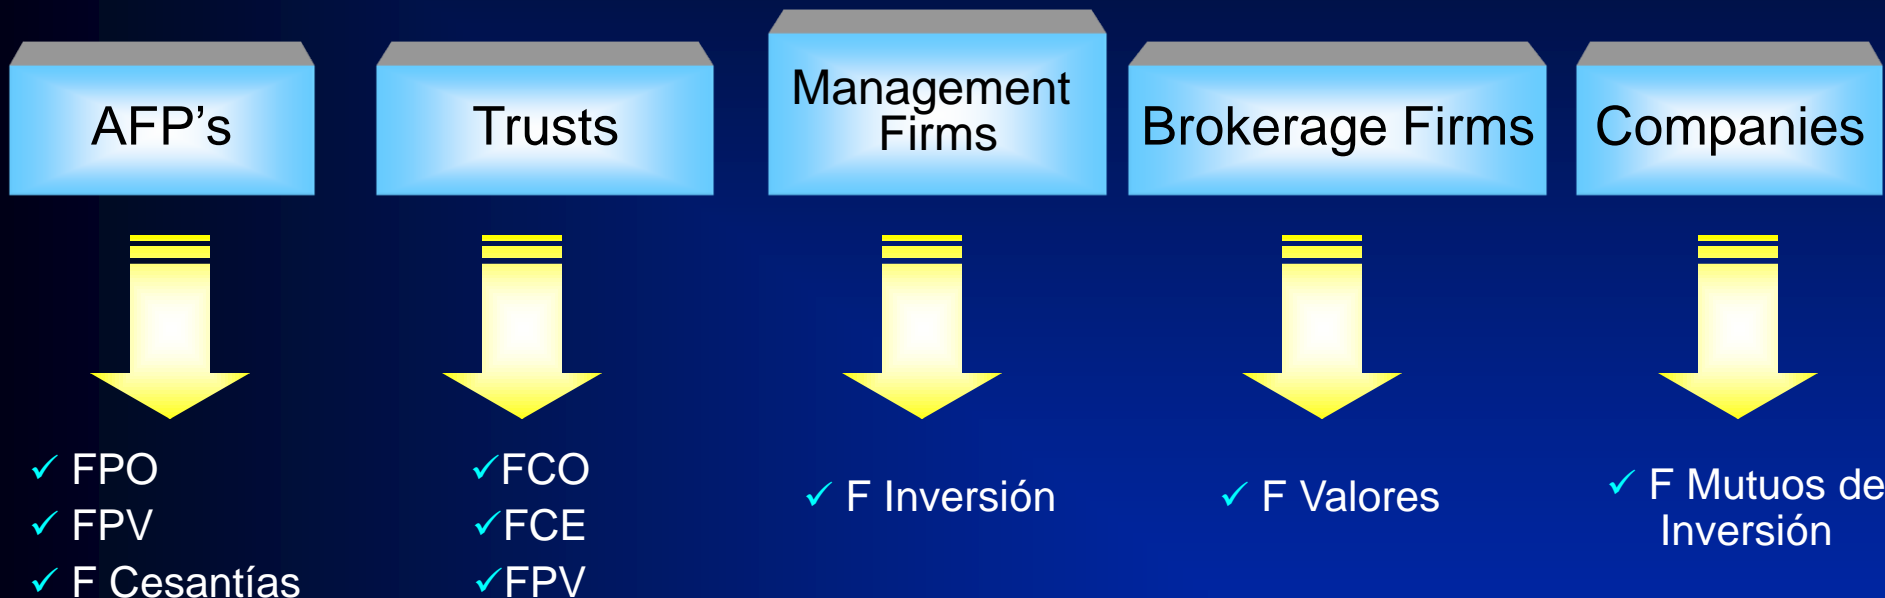 AFP's
Trusts
Management
Firms
Brokerage Firms
Companies
✓ FPO
✓ FPV
✓ F Cesantías
✓FCO
✓FCE
✓FPV
✓ F Inversión
✓ F Valores
✓ F Mutuos de
Inversión